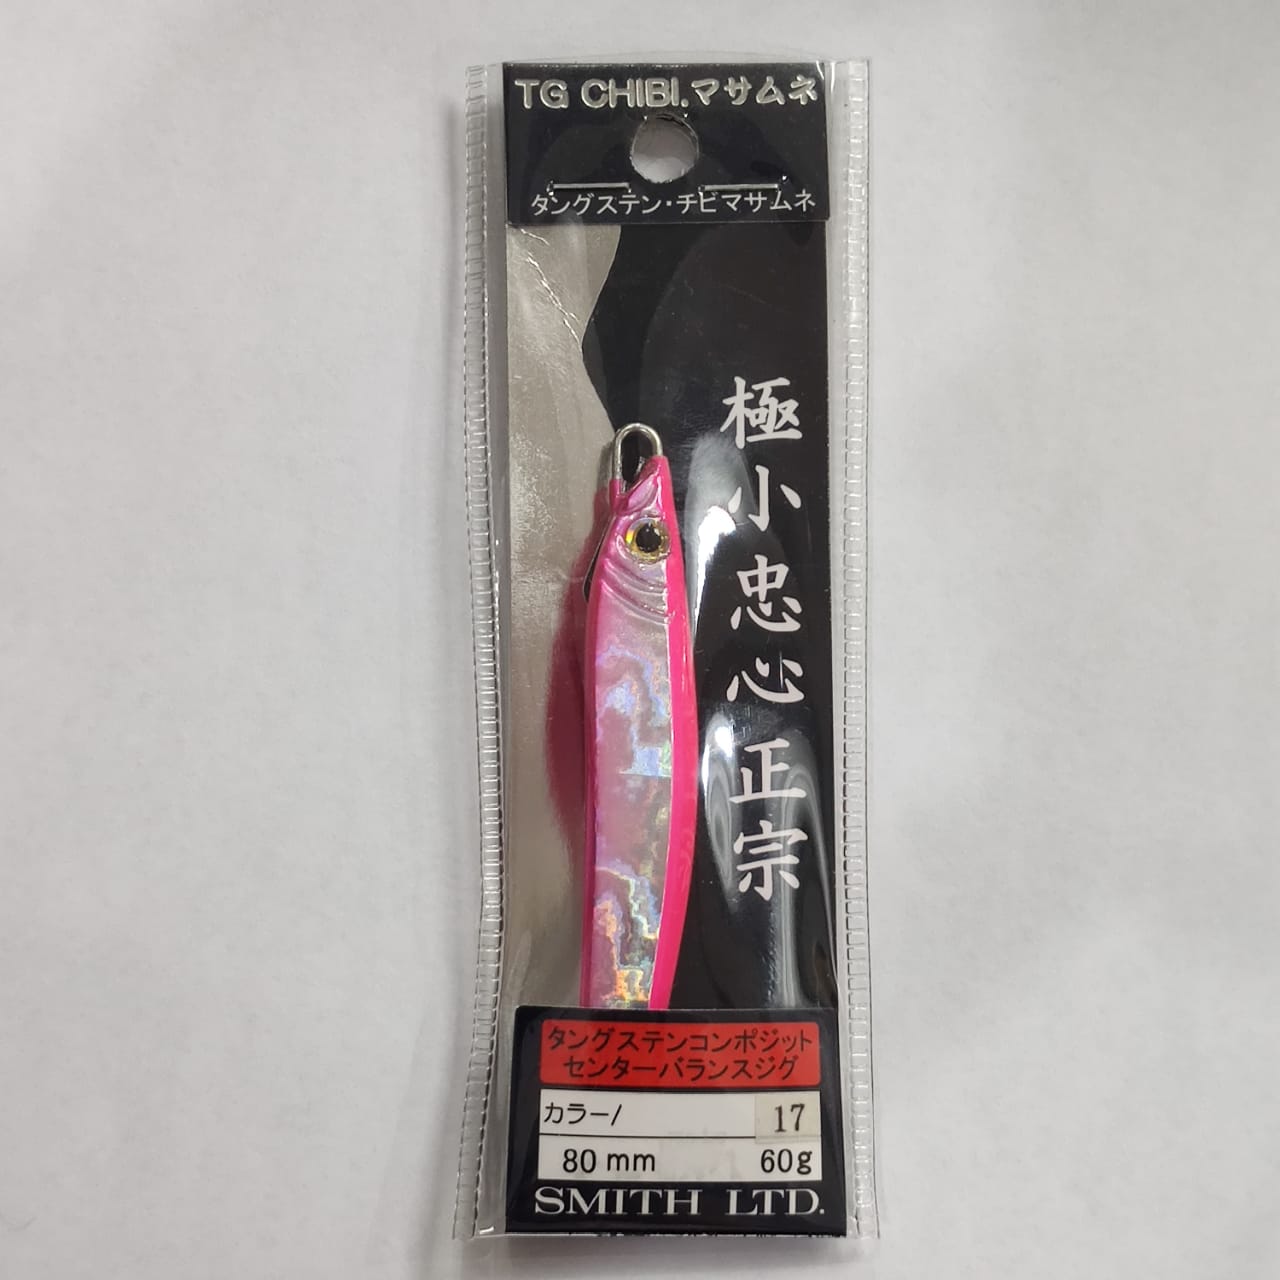 TG CHIBI.マサムネ
タングステン・チビマサムネ
極小忠心正宗
タングステンコンポジット
センターバランスジグ
カラー/ 17
80mm 60g
SMITH LTD.